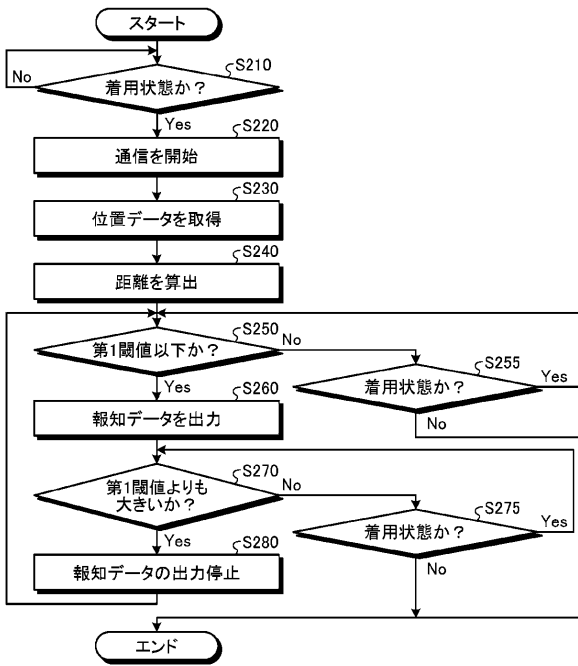 スタート
S210
No
着用状態か？
Yes
S220
通信を開始
S230
位置データを取得
S240
距離を算出
S250
No
第1閾値以下か？
S255
Yes
着用状態か？
Yes
No
S260
報知データを出力
S270
No
第1閾値よりも
大きいか？
S275
Yes
着用状態か？
Yes
No
S280
報知データの出力停止
エンド